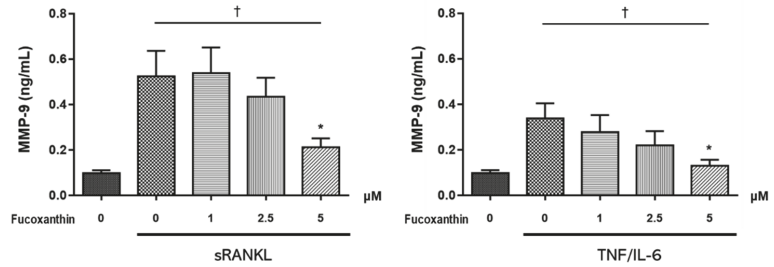 †
MMP-9 (ng/mL)
0.8
0.6
0.4
0.2
0.0
*
µM
Fucoxanthin 0 0 1 2.5 5
sRANKL
†
MMP-9 (ng/mL)
0.8
0.6
0.4
0.2
0.0
*
µM
Fucoxanthin 0 0 1 2.5 5
TNF/IL-6